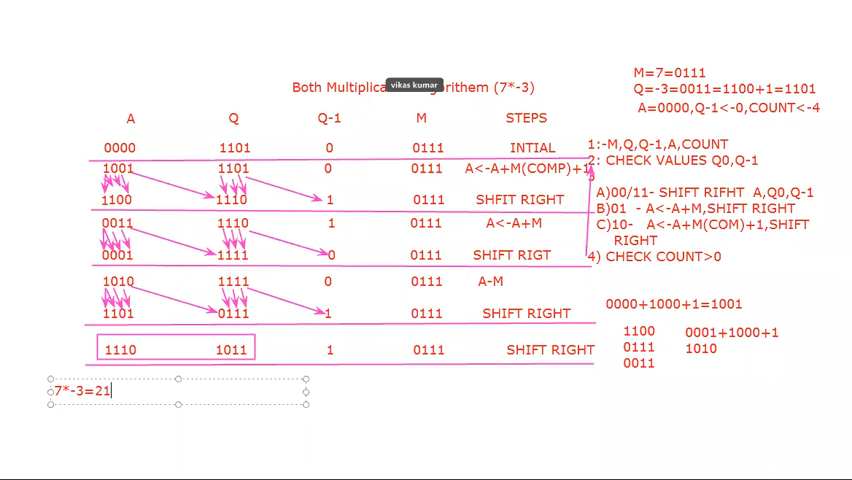 M=7=0111
Q=-3=0011=1100+1=1101
A=0000,Q-1<-0,COUNT<-4
Both Multiplica vikas kumar gorithem (7*-3)
A Q Q-1 M STEPS
0000 1101 0 0111 INTIAL
1001 1101 0 0111 A<-A+M(COMP)+1
1100 1110 1 0111 SHFIT RIGHT
0011 1110 1 0111 A<-A+M
0001 1111 0 0111 SHIFT RIGT
1010 1111 0 0111 A-M
1101 0111 1 0111 SHIFT RIGHT
1110 1011 1 0111 SHIFT RIGHT
7*-3=21
1:-M,Q,Q-1,A,COUNT
2: CHECK VALUES Q0,Q-1
3
A)00/11- SHIFT RIFHT A,Q0,Q-1
B)01 - A<-A+M,SHIFT RIGHT
C)10- A<-A+M(COM)+1,SHIFT
RIGHT
4) CHECK COUNT>0
0000+1000+1=1001
1100
0111
0011
0001+1000+1
1010